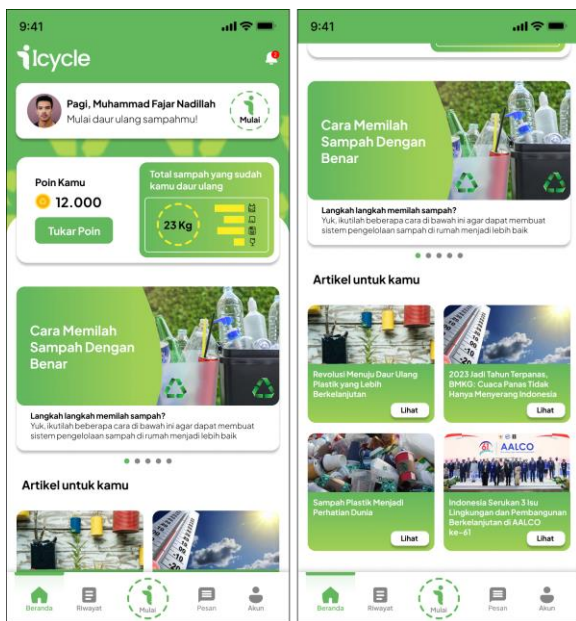 9:41
icycle
Pagi, Muhammad Fajar Nadillah
Mulai daur ulang sampahmu!
Mulai
Poin Kamu
12.000
Tukar Poin
Total sampah yang sudah
kamu daur ulang
23 Kg
Cara Memilah
Sampah Dengan
Benar
Langkah langkah memilah sampah?
Yuk, ikutilah beberapa cara di bawah ini agar dapat membuat
sistem pengelolaan sampah di rumah menjadi lebih baik
Artikel untuk kamu
Beranda
Riwayat
Mulai
Pesan
Akun
9:41
Cara Memilah
Sampah Dengan
Benar
Langkah langkah memilah sampah?
Yuk, ikutilah beberapa cara di bawah ini agar dapat membuat
sistem pengelolaan sampah di rumah menjadi lebih baik
Artikel untuk kamu
Revolusi Menuju Daur Ulang
Plastik yang Lebih
Berkelanjutan
Lihat
2023 Jadi Tahun Terpanas,
BMKG: Cuaca Panas Tidak
Hanya Menyerang Indonesia
Lihat
Sampah Plastik Menjadi
Perhatian Dunia
Lihat
61 AALCO
Indonesia Serukan 3 Isu
Lingkungan dan Pembangunan
Berkelanjutan di AALCO
ke-61
Lihat
Beranda
Riwayat
Mulai
Pesan
Akun